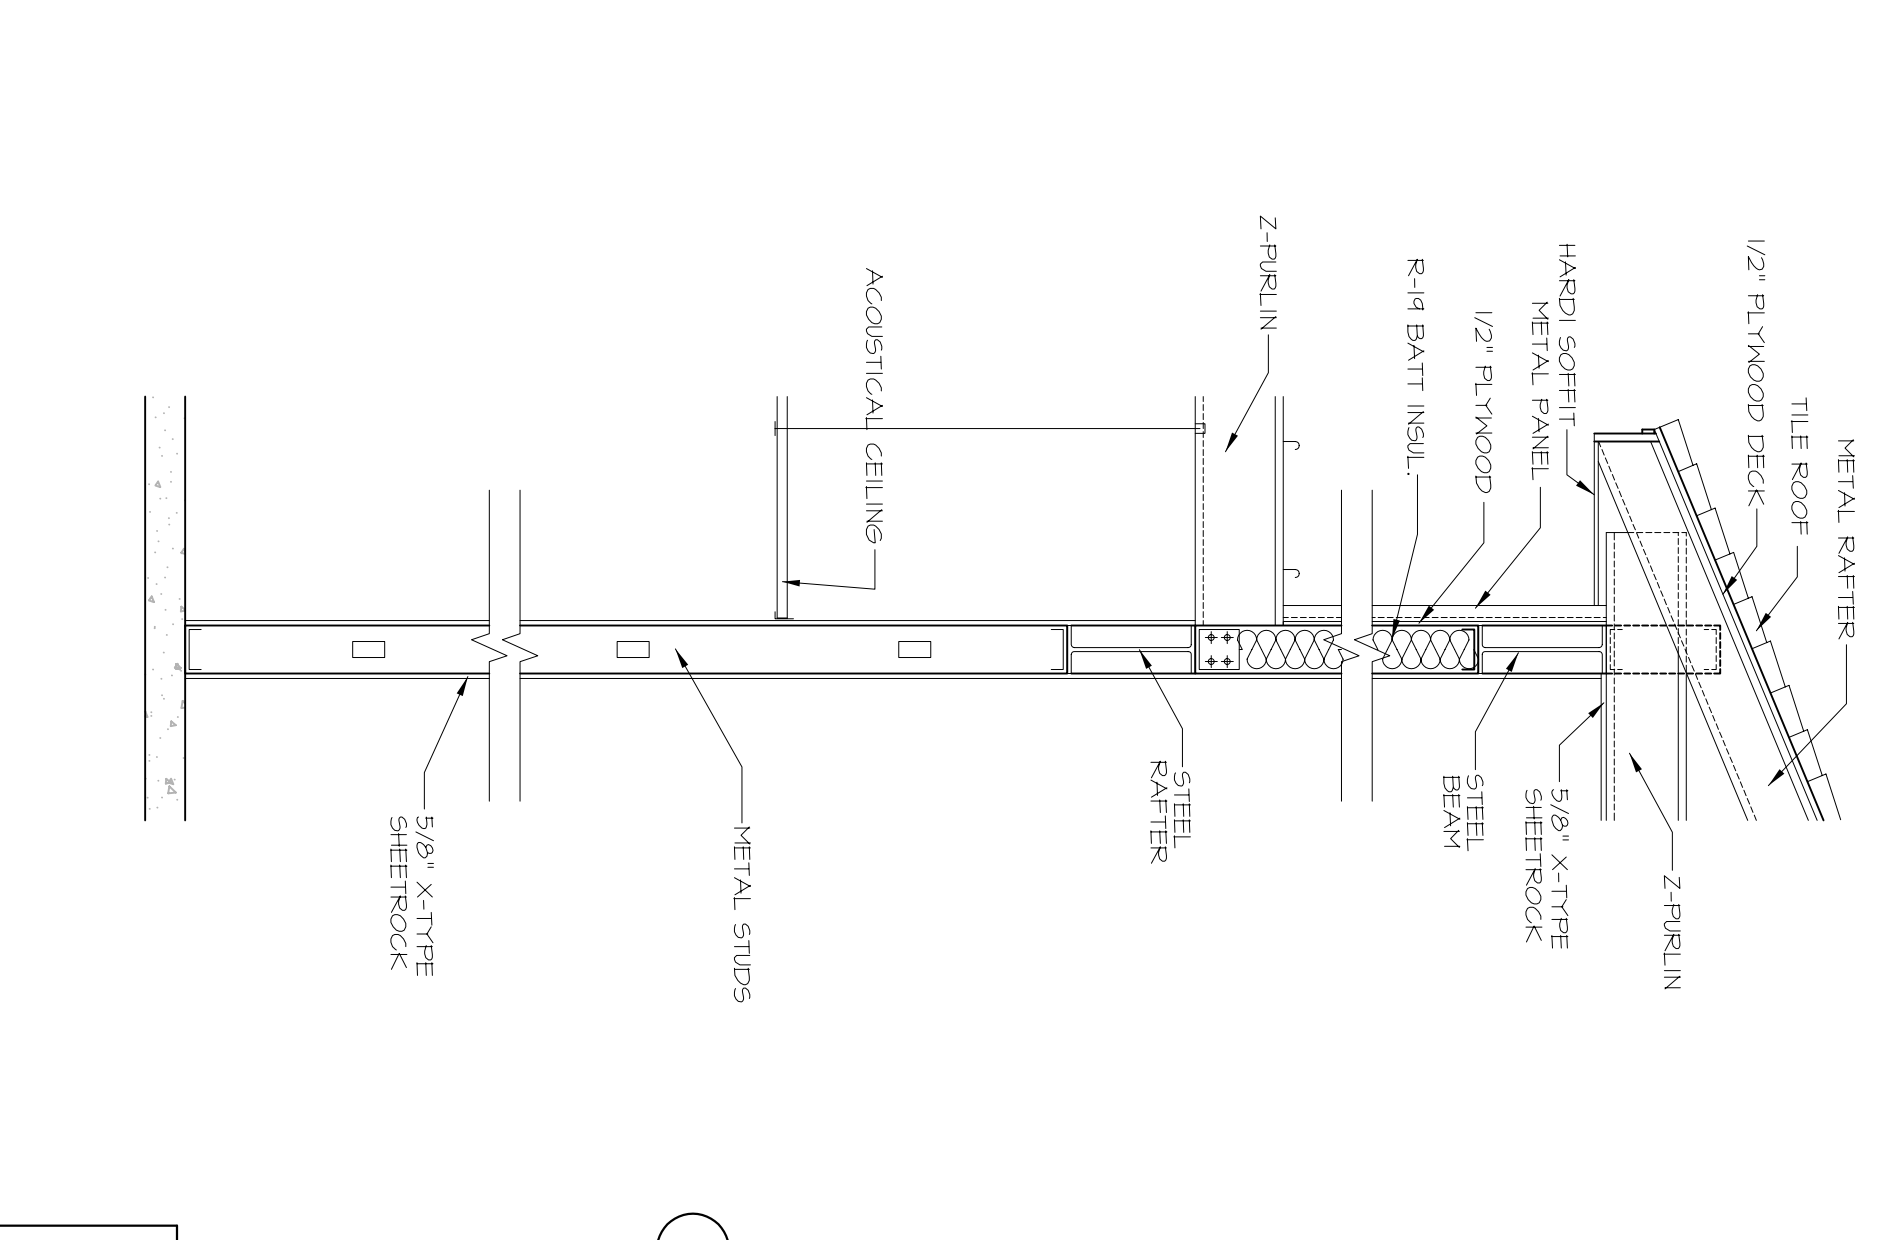 METAL RAFTER
TILE ROOF
1/2" PLYWOOD DECK
HARDI SOFFIT
METAL PANEL
1/2" PLYWOOD
R-19 BATT INSUL.
Z-PURLIN
ACOUSTICAL CEILING
Z-PURLIN
5/8" X-TYPE
SHEETROCK
STEEL
BEAM
STEEL
RAFTER
METAL STUDS
5/8" X-TYPE
SHEETROCK